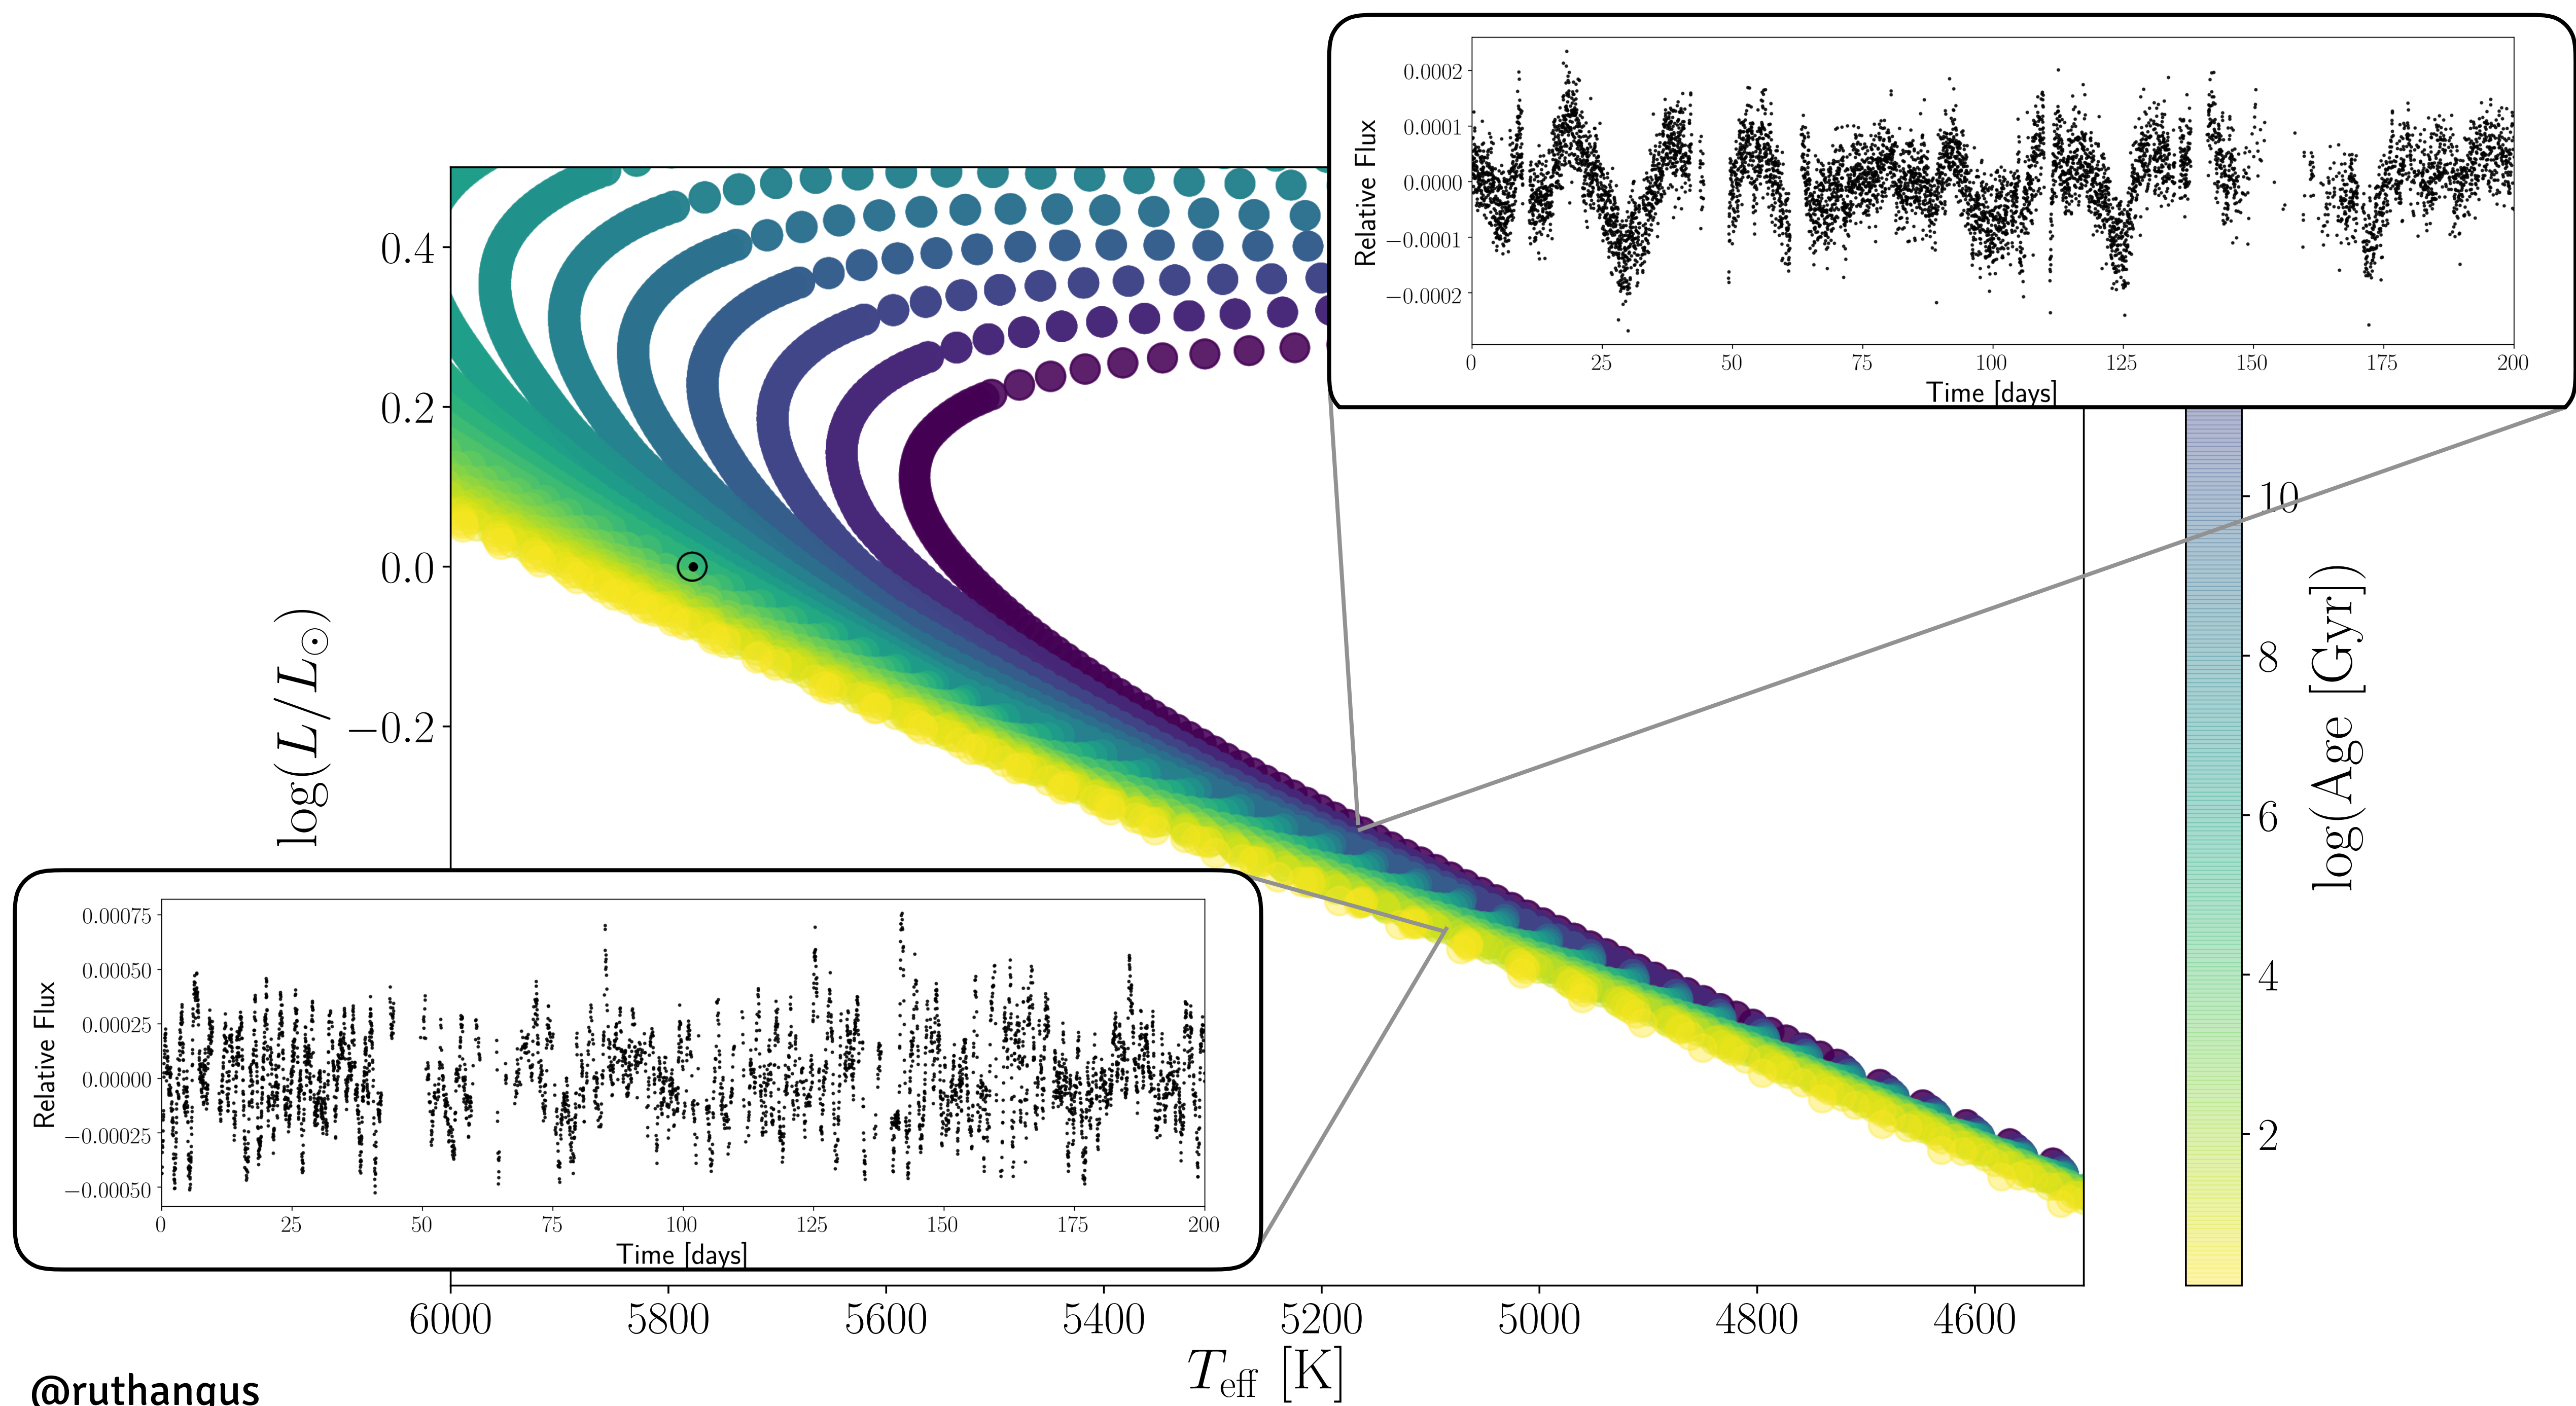 0.0002
0.0001
0.0000
−0.0001
−0.0002
Relative Flux
0 25 50 75 100 125 150 175 200
Time [days]
0.4
0.2
0.0
−0.2
log(L/L☉)
10
8
6
4
2
log(Age [Gyr])
0.00075
0.00050
0.00025
0.00000
−0.00025
−0.00050
Relative Flux
0 25 50 75 100 125 150 175 200
Time [days]
6000 5800 5600 5400 5200 5000 4800 4600
Teff [K]
@ruthangus